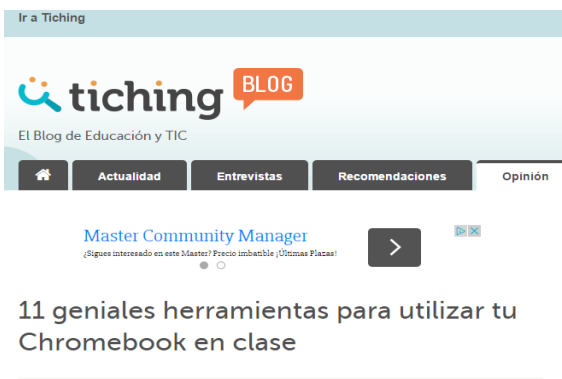 Ir a Tiching
tiching BLOG
El Blog de Educación y TIC
Actualidad Entrevistas Recomendaciones Opinión
Master Community Manager
¿Sigues interesado en este Master? Precio imbatible ¡Últimas Plazas!
11 geniales herramientas para utilizar tu
Chromebook en clase